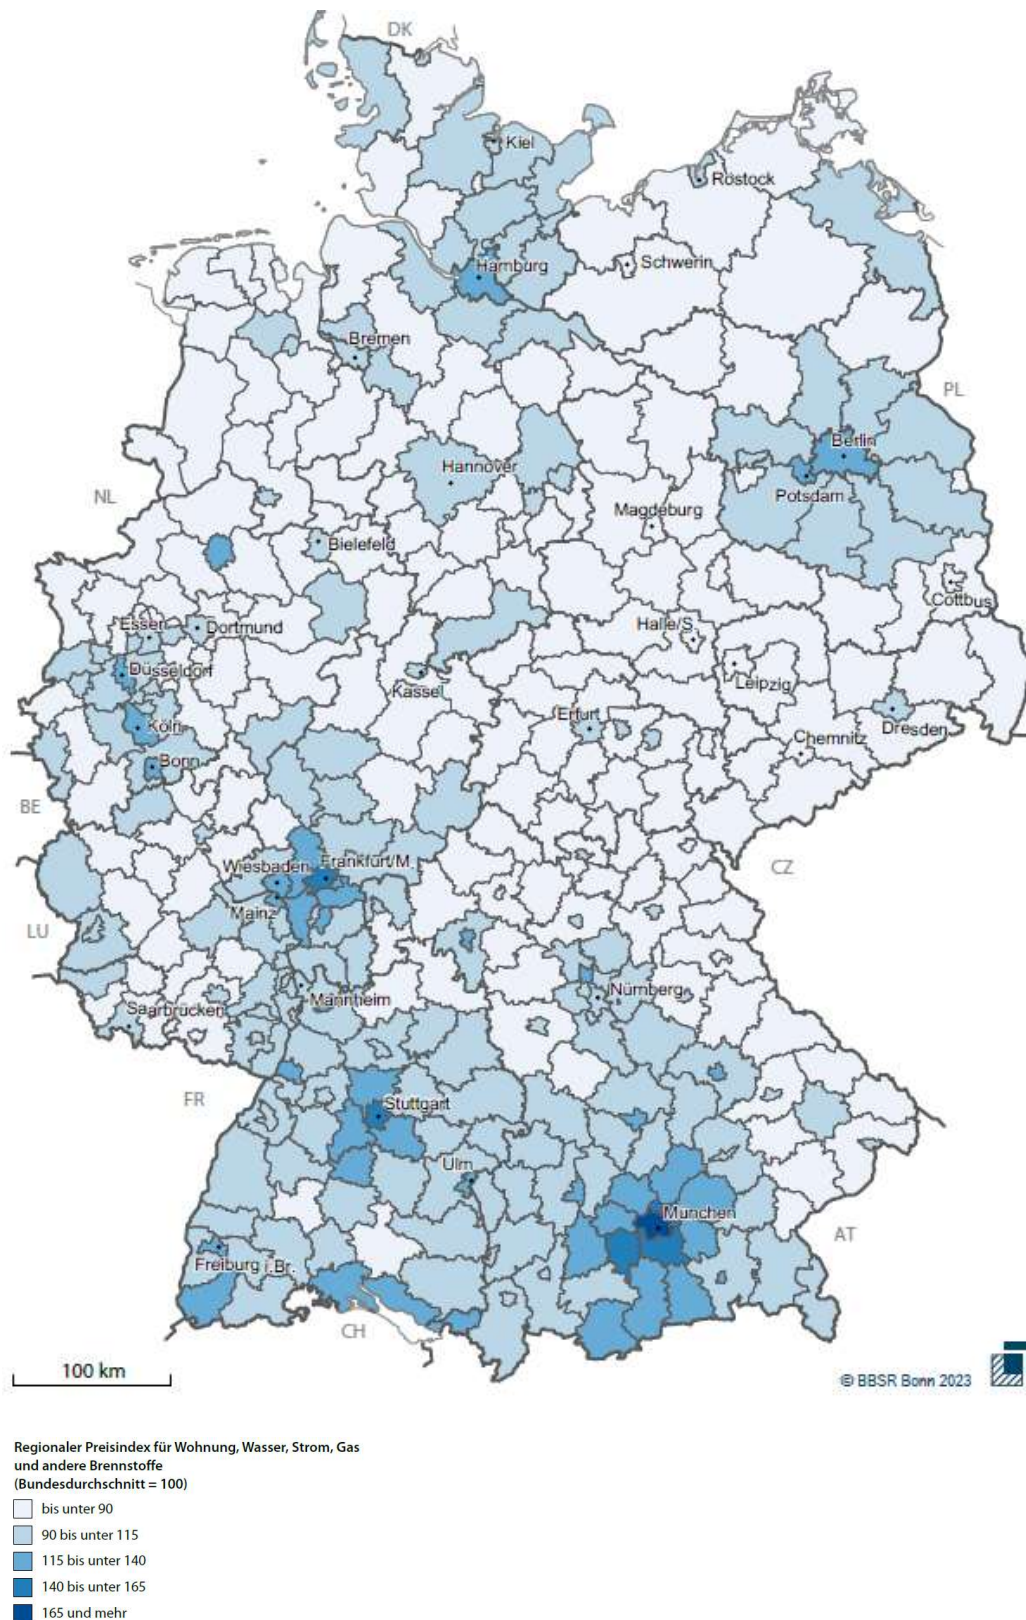 DK
Kiel
Rostock
Hamburg
Schwerin
Bremen
PL
Berlin
Hannover
NL
Potsdam
Magdeburg
Bielefeld
Cottbus
Essen
Dortmund
Halle/S.
Düsseldorf
Leipzig
Kassel
Erfurt
Köln
Dresden
Chemnitz
Bonn
BE
Wiesbaden
Frankfurt/M.
CZ
Mainz
LU
Nürnberg
Mannheim
Saarbrücken
FR
Stuttgart
Ulm
München
AT
Freiburg i.Br.
CH
100 km
© BBSR Bonn 2023
Regionaler Preisindex für Wohnung, Wasser, Strom, Gas
und andere Brennstoffe
(Bundesdurchschnitt = 100)
bis unter 90
90 bis unter 115
115 bis unter 140
140 bis unter 165
165 und mehr